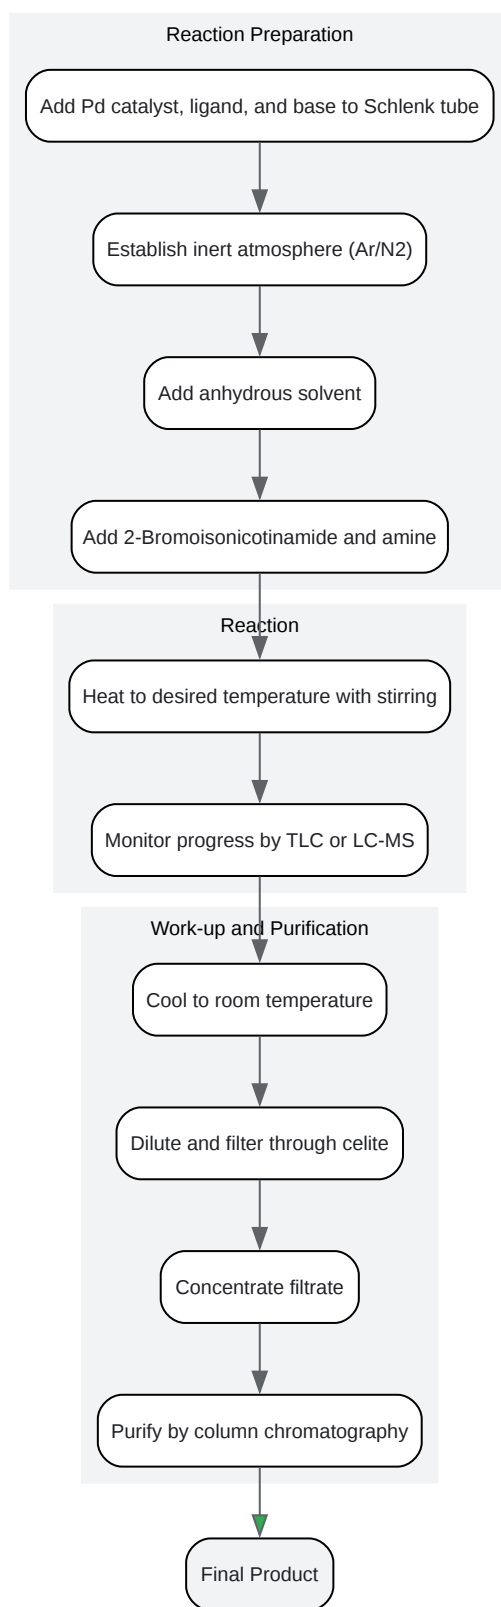 Reaction Preparation
Add Pd catalyst, ligand, and base to Schlenk tube
Establish inert atmosphere (Ar/N2)
Add anhydrous solvent
Add 2-Bromoisonicotinamide and amine
Reaction
Heat to desired temperature with stirring
Monitor progress by TLC or LC-MS
Work-up and Purification
Cool to room temperature
Dilute and filter through celite
Concentrate filtrate
Purify by column chromatography
Final Product